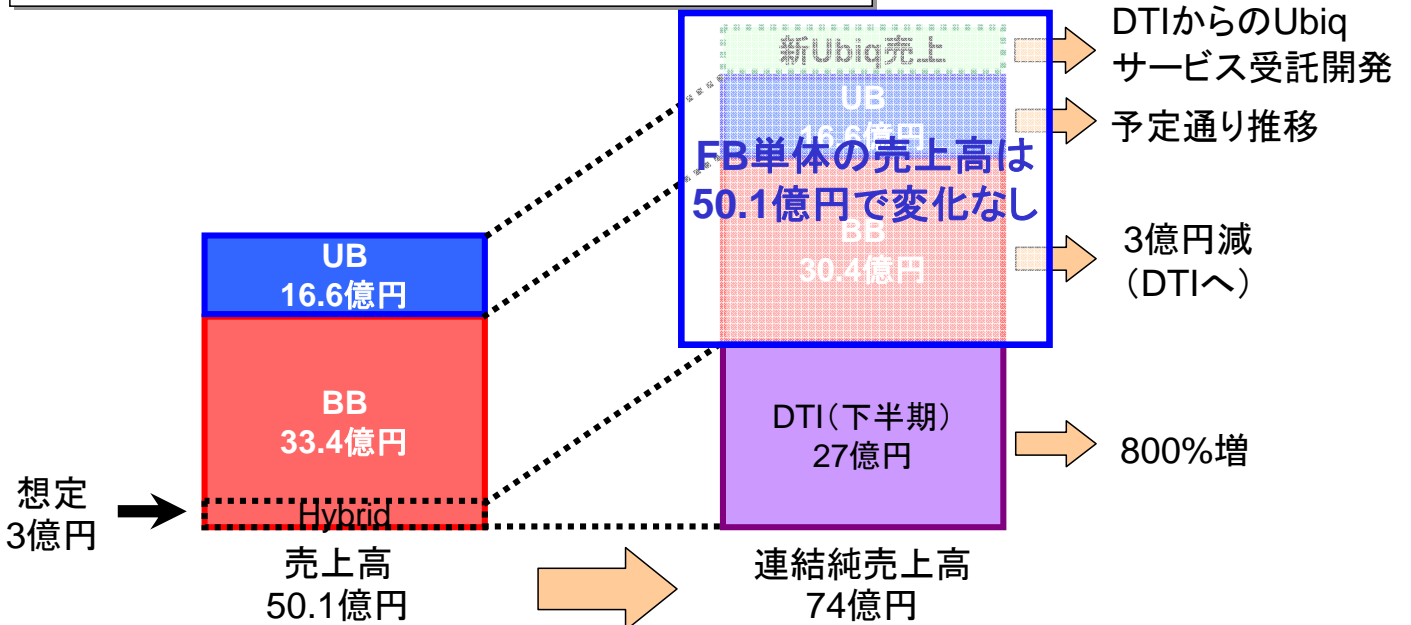 新Ubiq売上
UB
16.6億円
FB単体の売上高は
50.1億円で変化なし
BB
30.4億円
DTI(下半期)
27億円
連結純売上高
74億円
DTIからのUbiq
サービス受託開発
予定通り推移
3億円減
(DTIへ)
800%増
UB
16.6億円
BB
33.4億円
Hybrid
想定
3億円
売上高
50.1億円